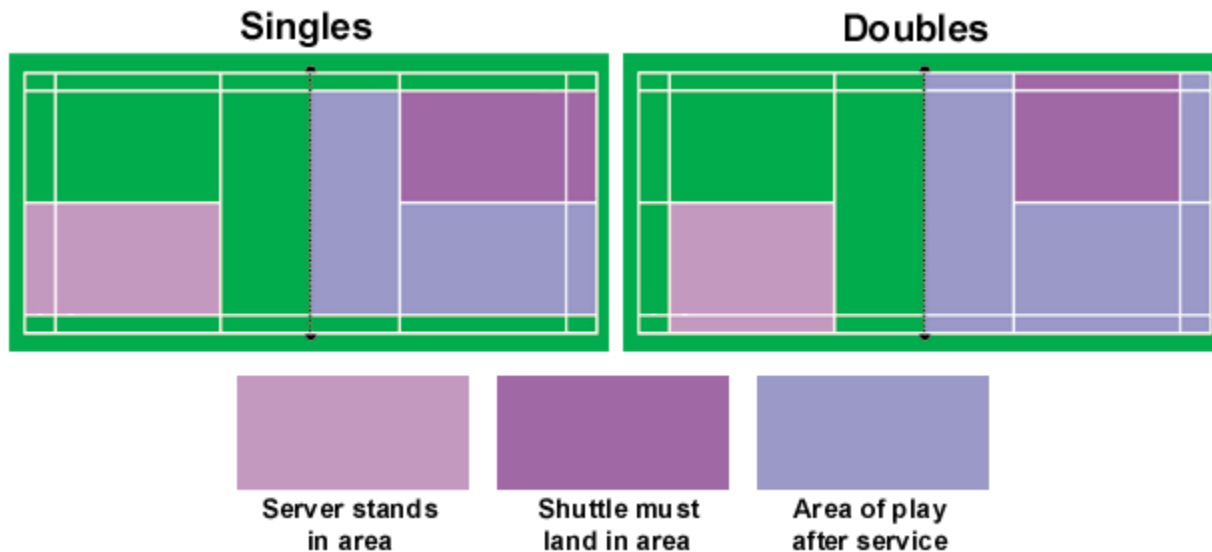 Singles
Doubles
Server stands
in area
Shuttle must
land in area
Area of play
after service